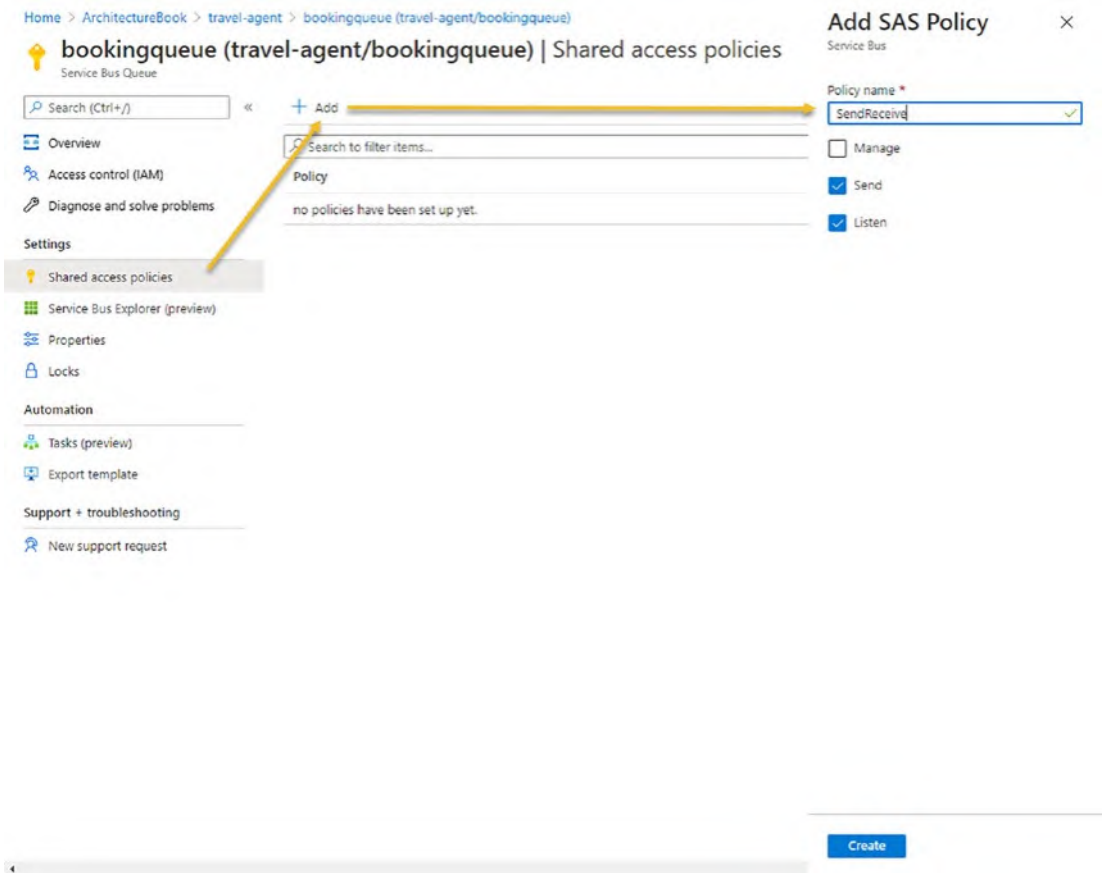 Home > ArchitectureBook > travel-agent > bookingqueue (travel-agent/bookingqueue)
bookingqueue (travel-agent/bookingqueue) | Shared access policies
Service Bus Queue
Search (Ctrl+/)
«
Overview
Access control (IAM)
Diagnose and solve problems
Settings
Shared access policies
Service Bus Explorer (preview)
Properties
Locks
Automation
Tasks (preview)
Export template
Support + troubleshooting
New support request
+ Add
Search to filter items...
Policy
no policies have been set up yet.
Add SAS Policy
Service Bus
Policy name *
SendReceive
Manage
Send
Listen
Create